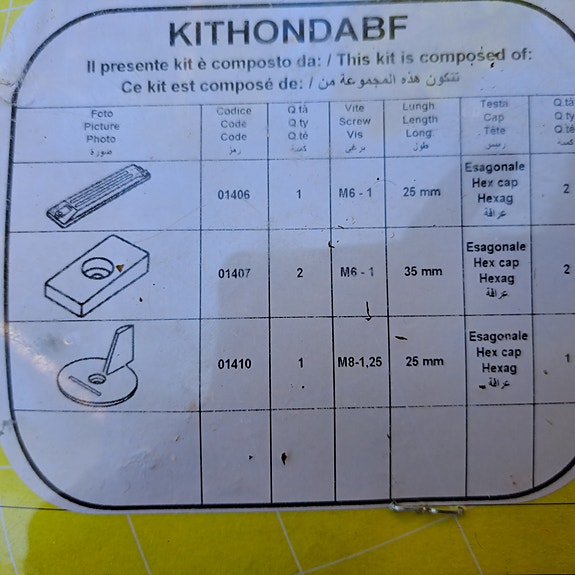 KITHONDABF
Il presente kit è composto da: / This kit is composed of:
Ce kit est composé de: / تتكون هذه المجموعة من
Foto Codice Q.tà Vite Lungh Testa Q.tà
Picture Code Q.ty Screw Length Cap Q.ty
Photo Code Q.té Vis Long. Tête Q.té
صورة رمز كمية برغي طول رئيس كمية
01406 1 M6 - 1 25 mm Esagonale 2
Hex cap
Hexag
01407 2 M6 - 1 35 mm Esagonale 2
Hex cap
Hexag
01410 1 M8-1,25 25 mm Esagonale 1
Hex cap
Hexag